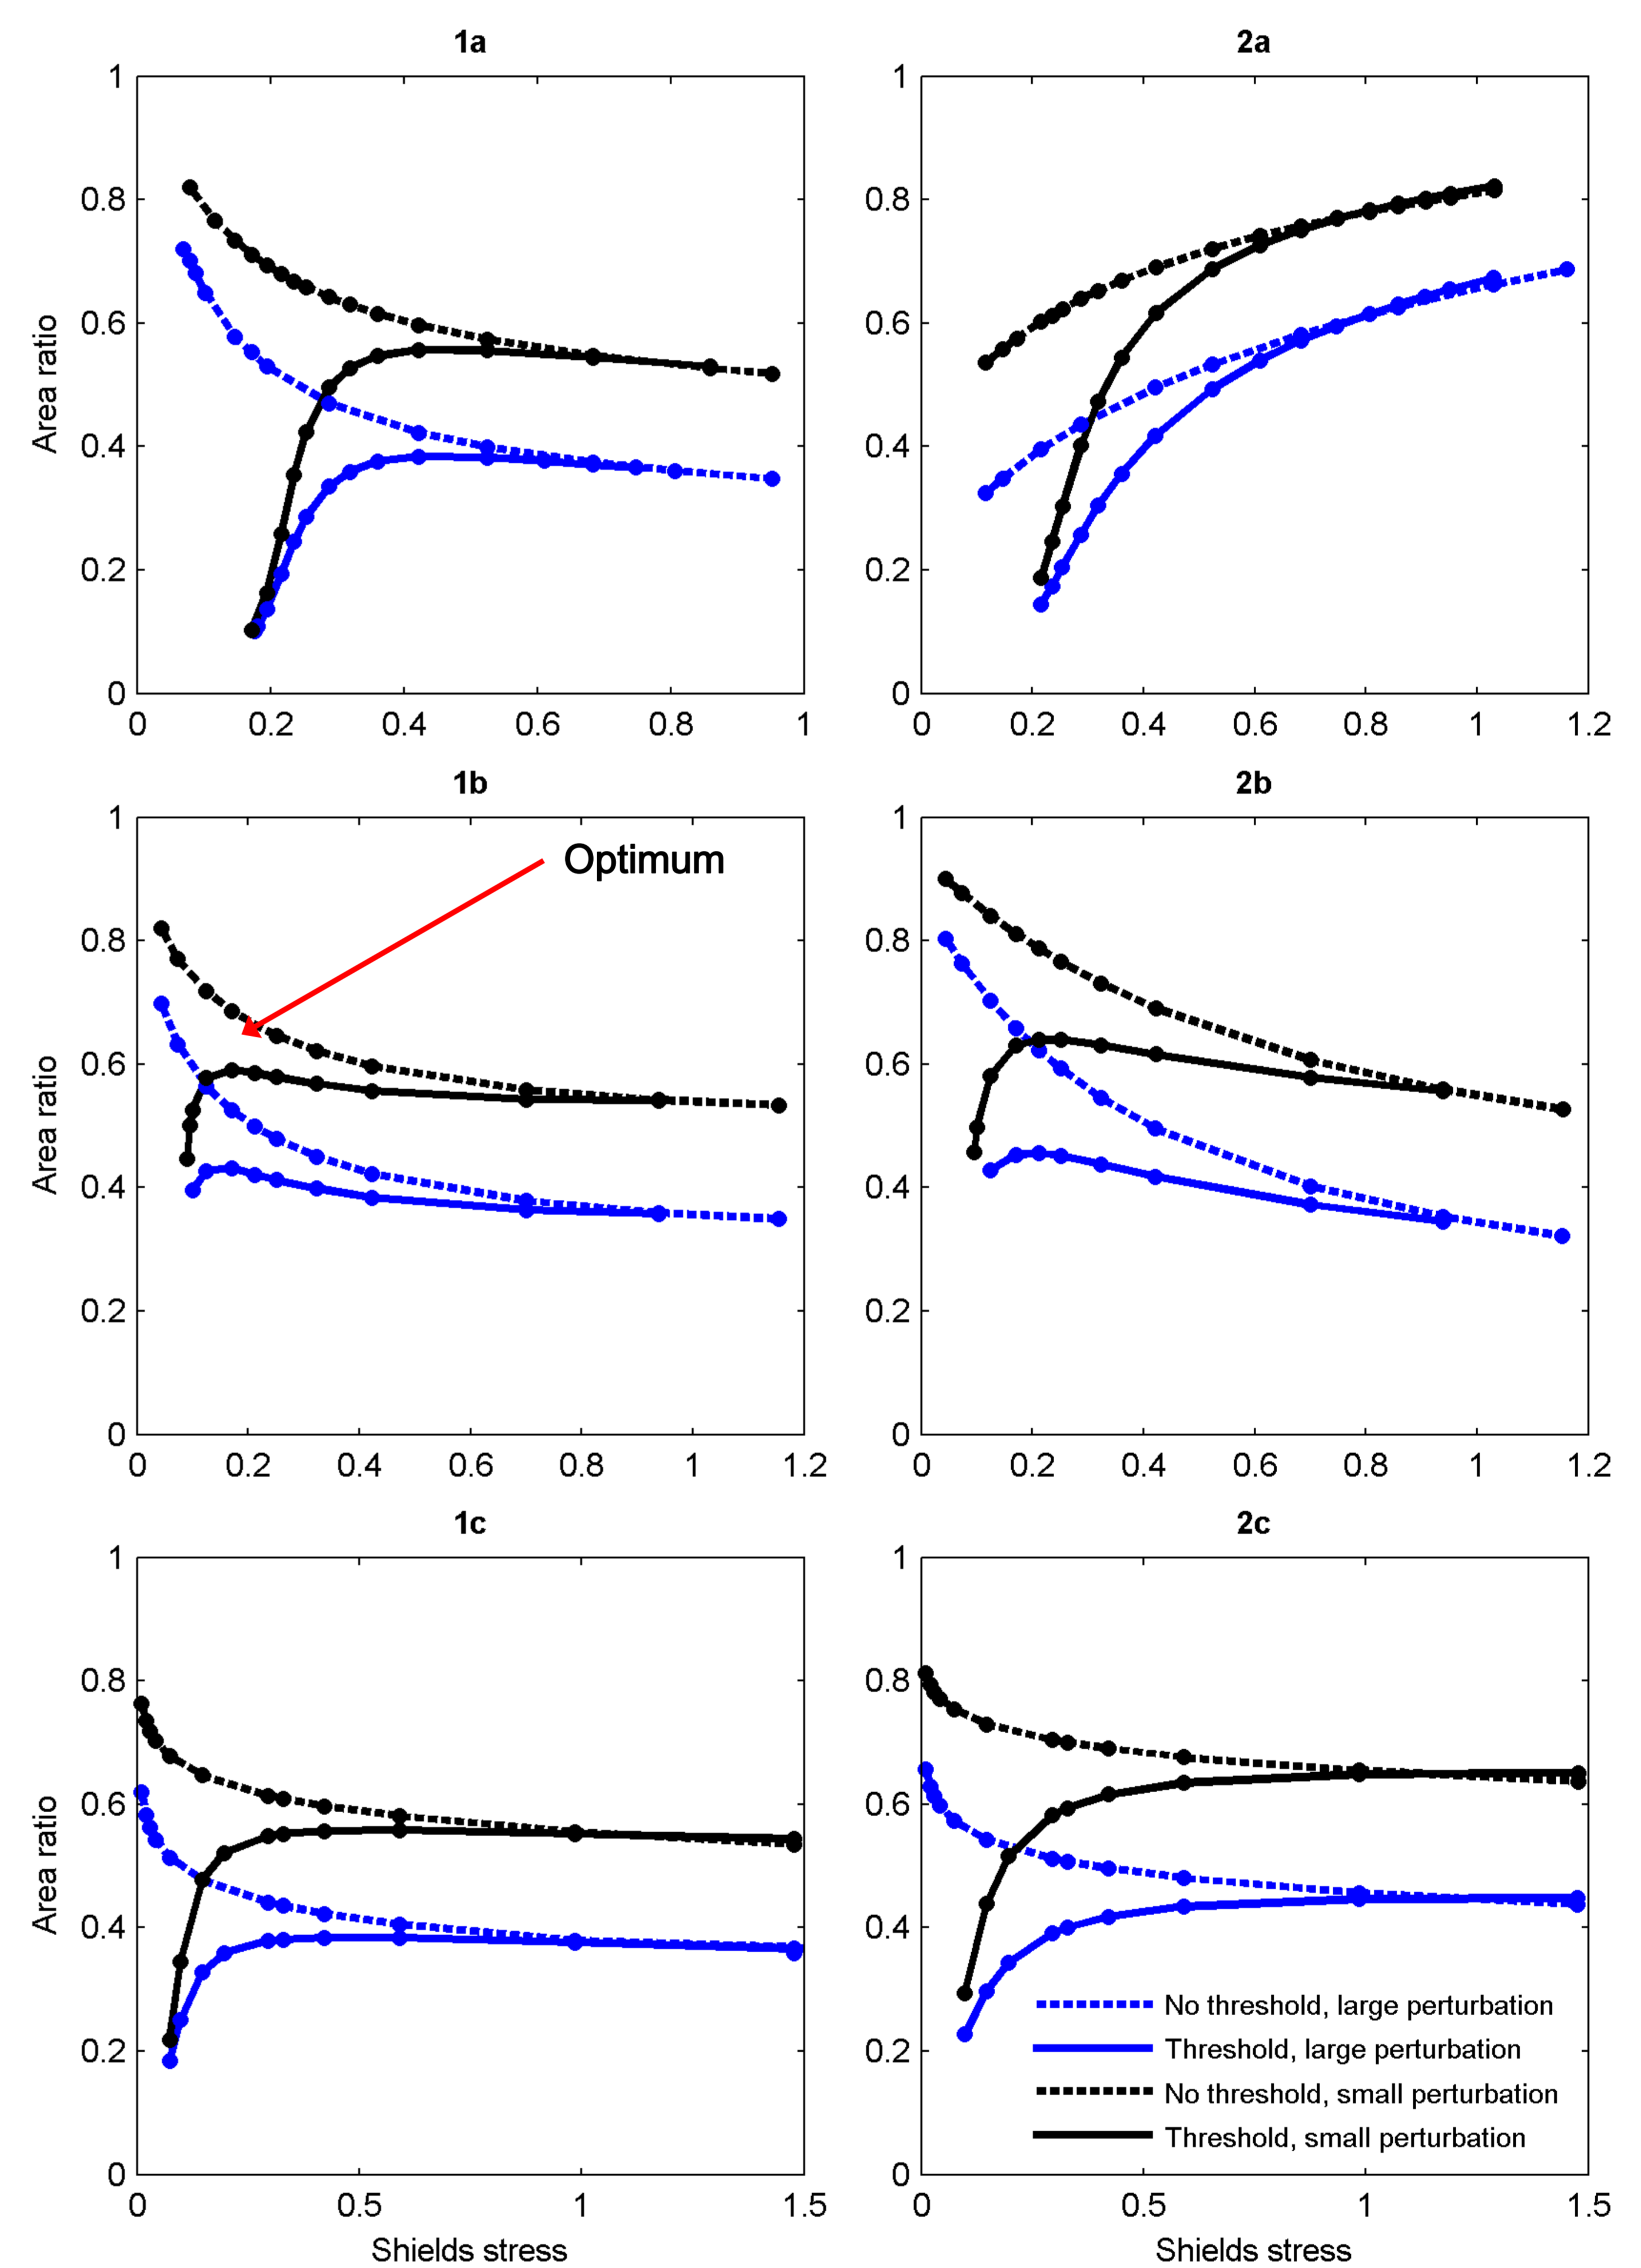 1a
2a
1
0.8
0.6
0.4
0.2
0
Area ratio
0 0.2 0.4 0.6 0.8 1
1
0.8
0.6
0.4
0.2
0
0 0.2 0.4 0.6 0.8 1 1.2
1b
2b
Optimum
1
0.8
0.6
0.4
0.2
0
Area ratio
0 0.2 0.4 0.6 0.8 1 1.2
1
0.8
0.6
0.4
0.2
0
0 0.2 0.4 0.6 0.8 1 1.2
1c
2c
1
0.8
0.6
0.4
0.2
0
Area ratio
0 0.5 1 1.5
Shields stress
1
0.8
0.6
0.4
0.2
0
No threshold, large perturbation
Threshold, large perturbation
No threshold, small perturbation
Threshold, small perturbation
0 0.5 1 1.5
Shields stress